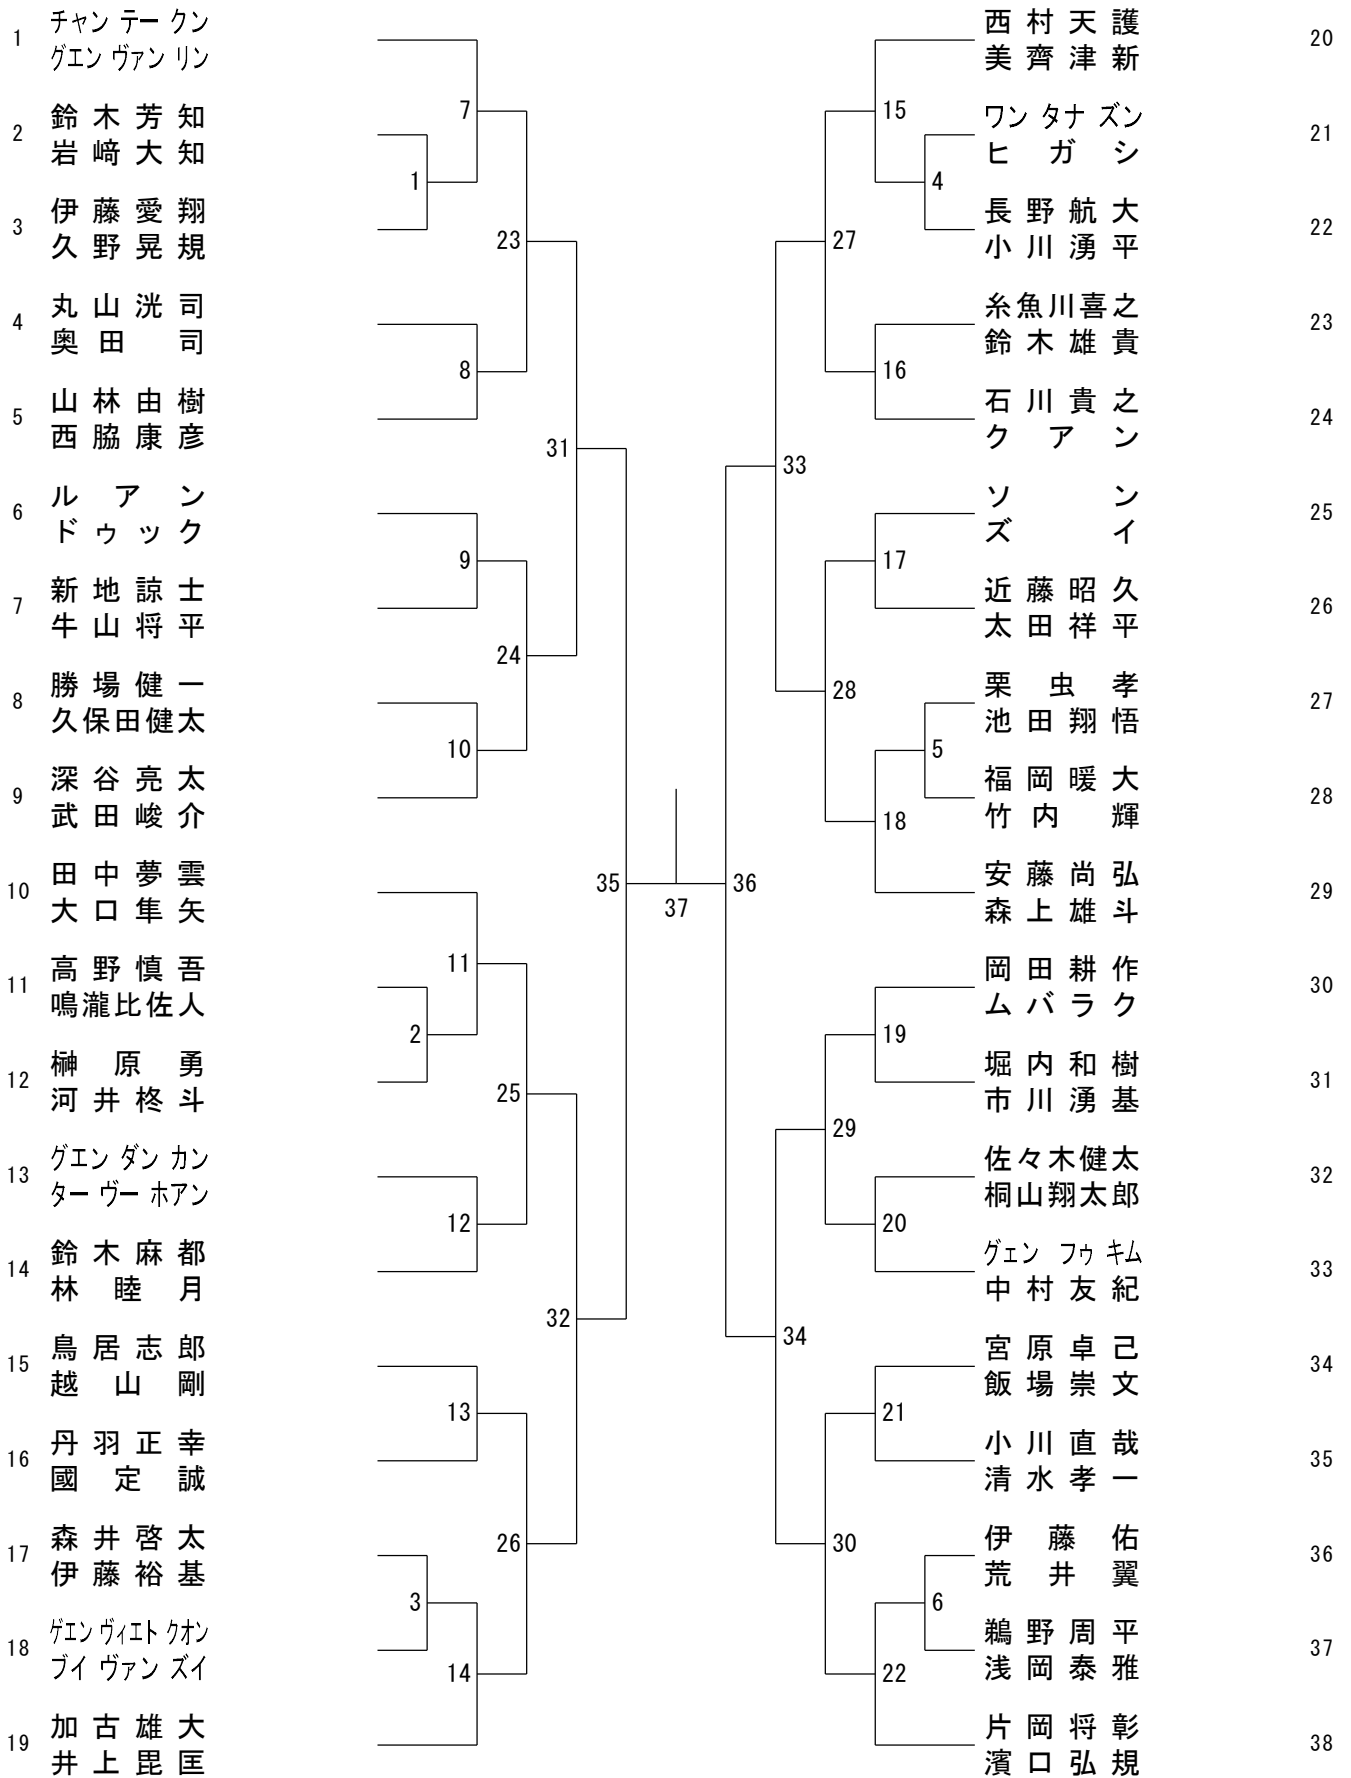 1 チャン テー クン
グエン ヴァン リン
2 鈴木芳知
岩﨑大知
3 伊藤愛翔
久野晃規
4 丸山洸司
奥田 司
5 山林由樹
西脇康彦
6 ルアン
ドゥック
7 新地諒士
牛山将平
8 勝場健一
久保田健太
9 深谷亮太
武田峻介
10 田中夢雲
大口隼矢
11 高野慎吾
鳴瀧比佐人
12 榊原勇
河井柊斗
13 グエン ダン カン
ター ヴー ホアン
14 鈴木麻都
林睦月
15 鳥居志郎
越山剛
16 丹羽正幸
國定誠
17 森井啓太
伊藤裕基
18 ゲエン ヴィエト クオン
ブイ ヴァン ズイ
19 加古雄大
井上毘匡
1
2
3
7
8
9
10
11
12
13
14
23
24
25
26
31
32
35
37
36
33
34
27
28
29
30
15
16
17
18
19
20
21
22
4
5
6
西村天護 20
美齊津新
ワン タナ ズン 21
ヒガシ
長野航大 22
小川湧平
糸魚川喜之 23
鈴木雄貴
石川貴之 24
クアン
ソン 25
ズイ
近藤昭久 26
太田祥平
栗虫孝 27
池田翔悟
福岡暖大 28
竹内 輝
安藤尚弘 29
森上雄斗
岡田耕作 30
ムバラク
堀内和樹 31
市川湧基
佐々木健太 32
桐山翔太郎
グェン フゥ キム 33
中村友紀
宮原卓己 34
飯場崇文
小川直哉 35
清水孝一
伊藤佑 36
荒井翼
鵜野周平 37
浅岡泰雅
片岡将彰 38
濱口弘規